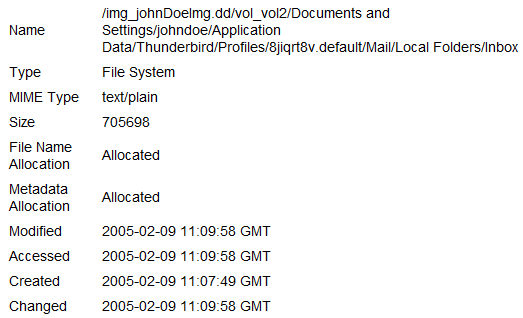 Name /img_johnDoeImg.dd/vol_vol2/Documents and
Settings/johndoe/Application
Data/Thunderbird/Profiles/8jiqrt8v.default/Mail/Local Folders/Inbox
Type File System
MIME Type text/plain
Size 705698
File Name
Allocation Allocated
Metadata
Allocation Allocated
Modified 2005-02-09 11:09:58 GMT
Accessed 2005-02-09 11:09:58 GMT
Created 2005-02-09 11:07:49 GMT
Changed 2005-02-09 11:09:58 GMT